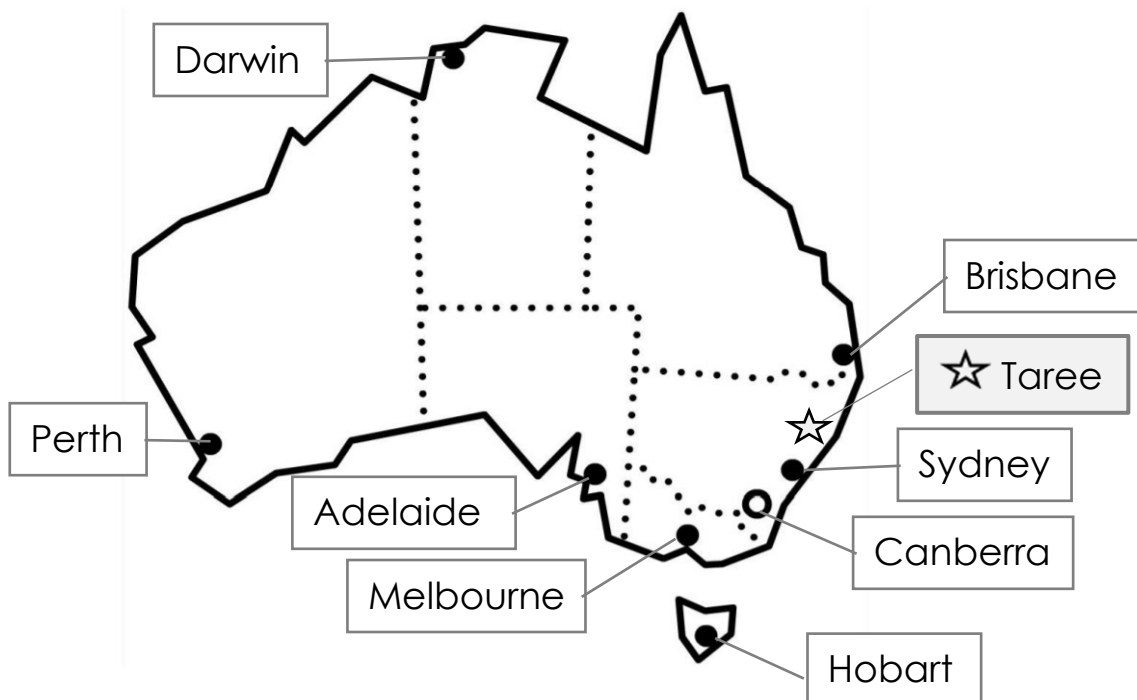 Darwin
Brisbane
☆ Taree
Perth
Sydney
Adelaide
Canberra
Melbourne
Hobart